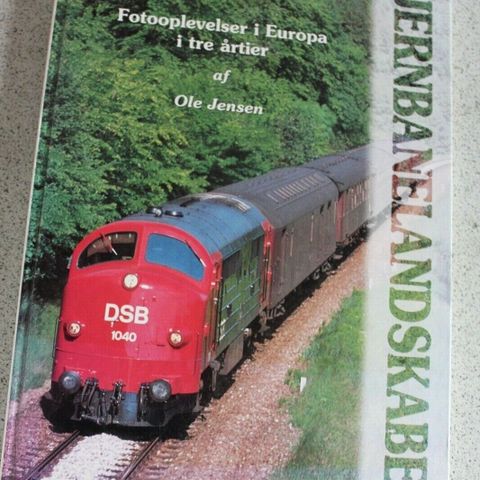 Fotooplevelser i Europa
i tre årtier
af
Ole Jensen
JERNBANELANDSKABE
DSB
1040